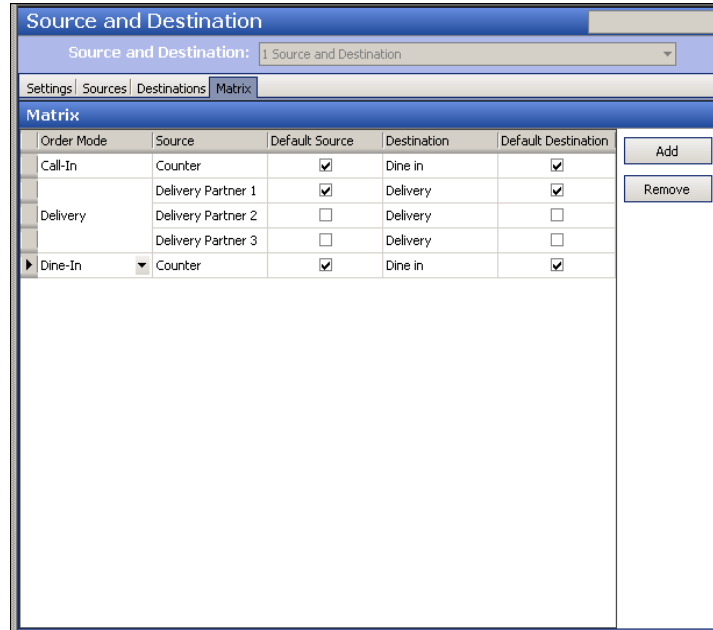 Source and Destination
Source and Destination: 1 Source and Destination
Settings Sources Destinations Matrix
Matrix
Order Mode Source Default Source Destination Default Destination
Add
Call-In Counter Dine in
Delivery Partner 1 Delivery
Remove
Delivery Delivery Partner 2 Delivery
Delivery Partner 3 Delivery
Dine-In Counter Dine in